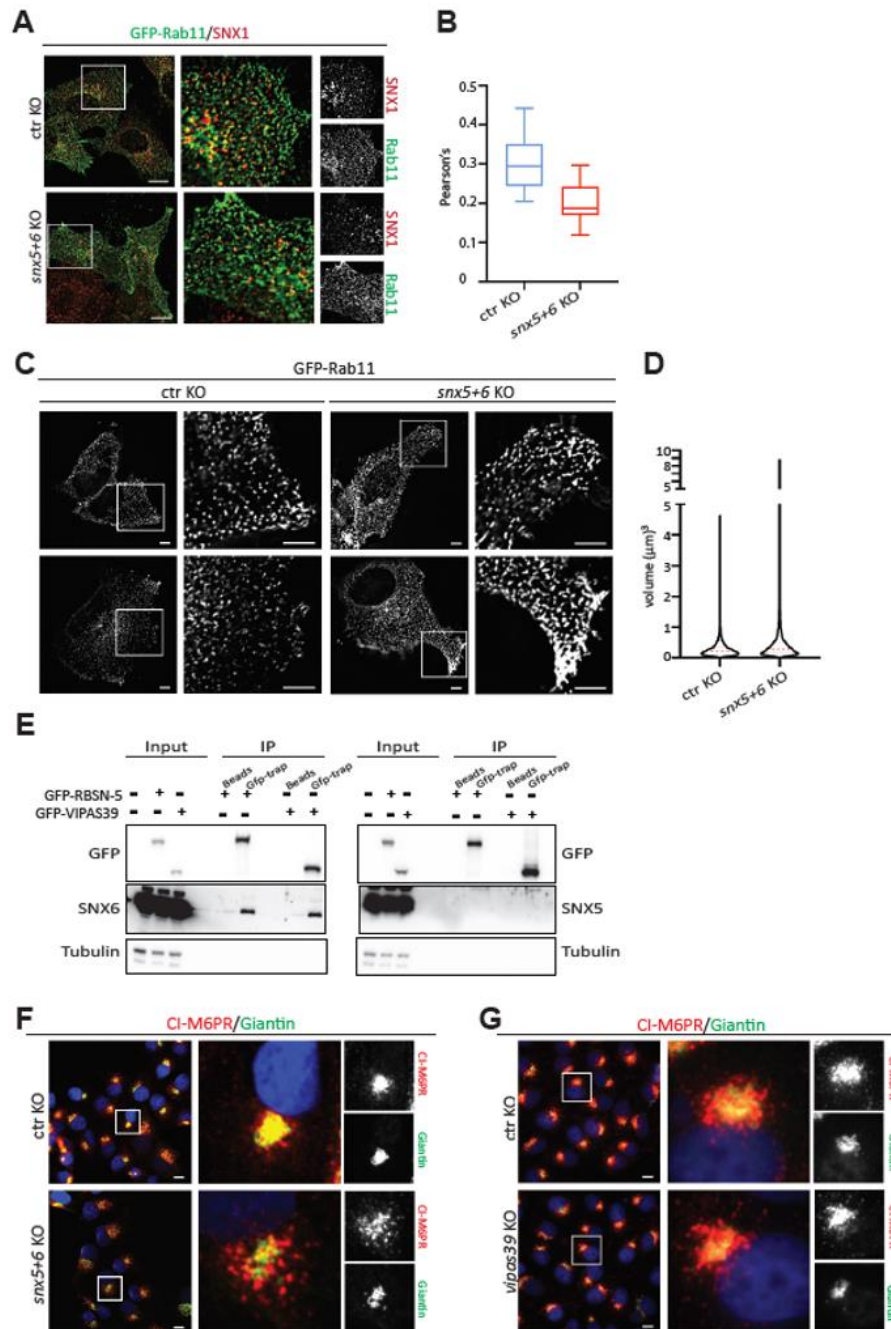 A
GFP-Rab11/SNX1
ctr KO
snx5+6 KO
SNX1
Rab11
SNX1
Rab11
B
Pearson's
0.5
0.4
0.3
0.2
0.1
0
ctr KO
snx5+6 KO
C
GFP-Rab11
ctr KO
snx5+6 KO
D
volume (µm)³
10
8
5
5
4
3
2
1
0
ctr KO
snx5+6 KO
E
Input IP Input IP
Beads Gfp-trap Beads Gfp-trap Beads Gfp-trap Beads Gfp-trap
GFP-RBSN-5 - + - + + - - - + - + + - -
GFP-VIPAS39 - - + - - + + - - + - - + +
GFP GFP
SNX6 SNX5
Tubulin Tubulin
F
CI-M6PR/Giantin
ctr KO
snx5+6 KO
CI-M6PR
Giantin
CI-M6PR
Giantin
G
CI-M6PR/Giantin
ctr KO
vipas39 KO